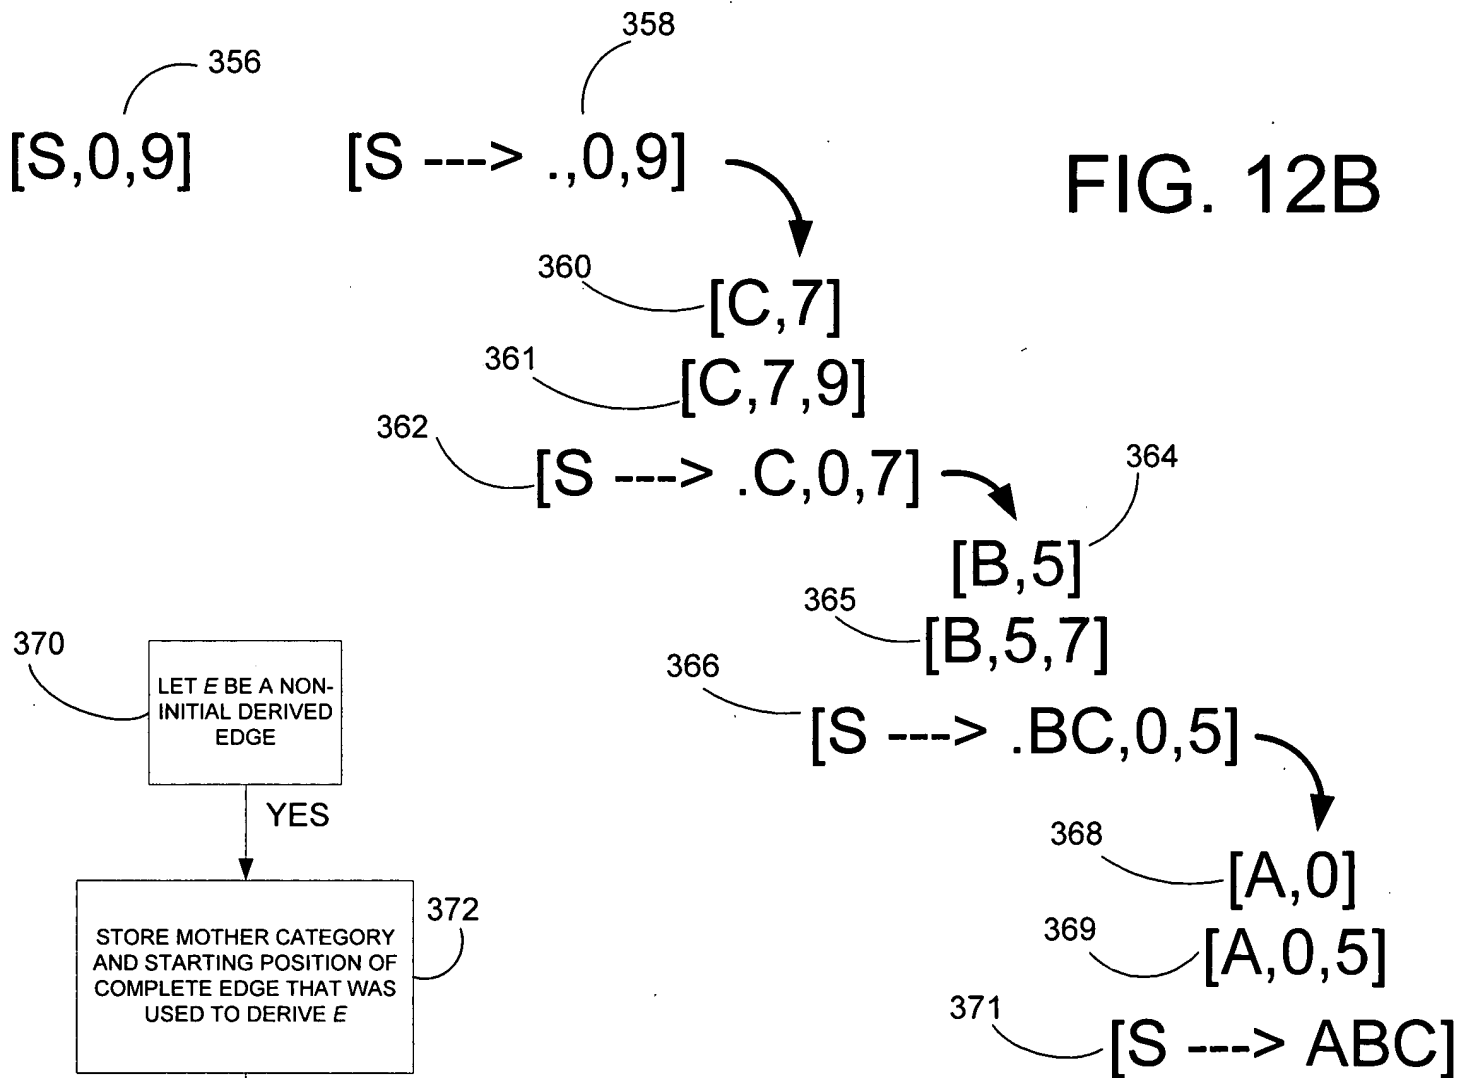 358
356
[S,0,9]
[S ---> .,0,9]
FIG. 12B
360
[C,7]
361
[C,7,9]
362
[S ---> .C,0,7]
364
[B,5]
365
[B,5,7]
366
[S ---> .BC,0,5]
370
LET E BE A NON-
INITIAL DERIVED
EDGE
YES
368
[A,0]
369
[A,0,5]
371
[S ---> ABC]
372
STORE MOTHER CATEGORY
AND STARTING POSITION OF
COMPLETE EDGE THAT WAS
USED TO DERIVE E